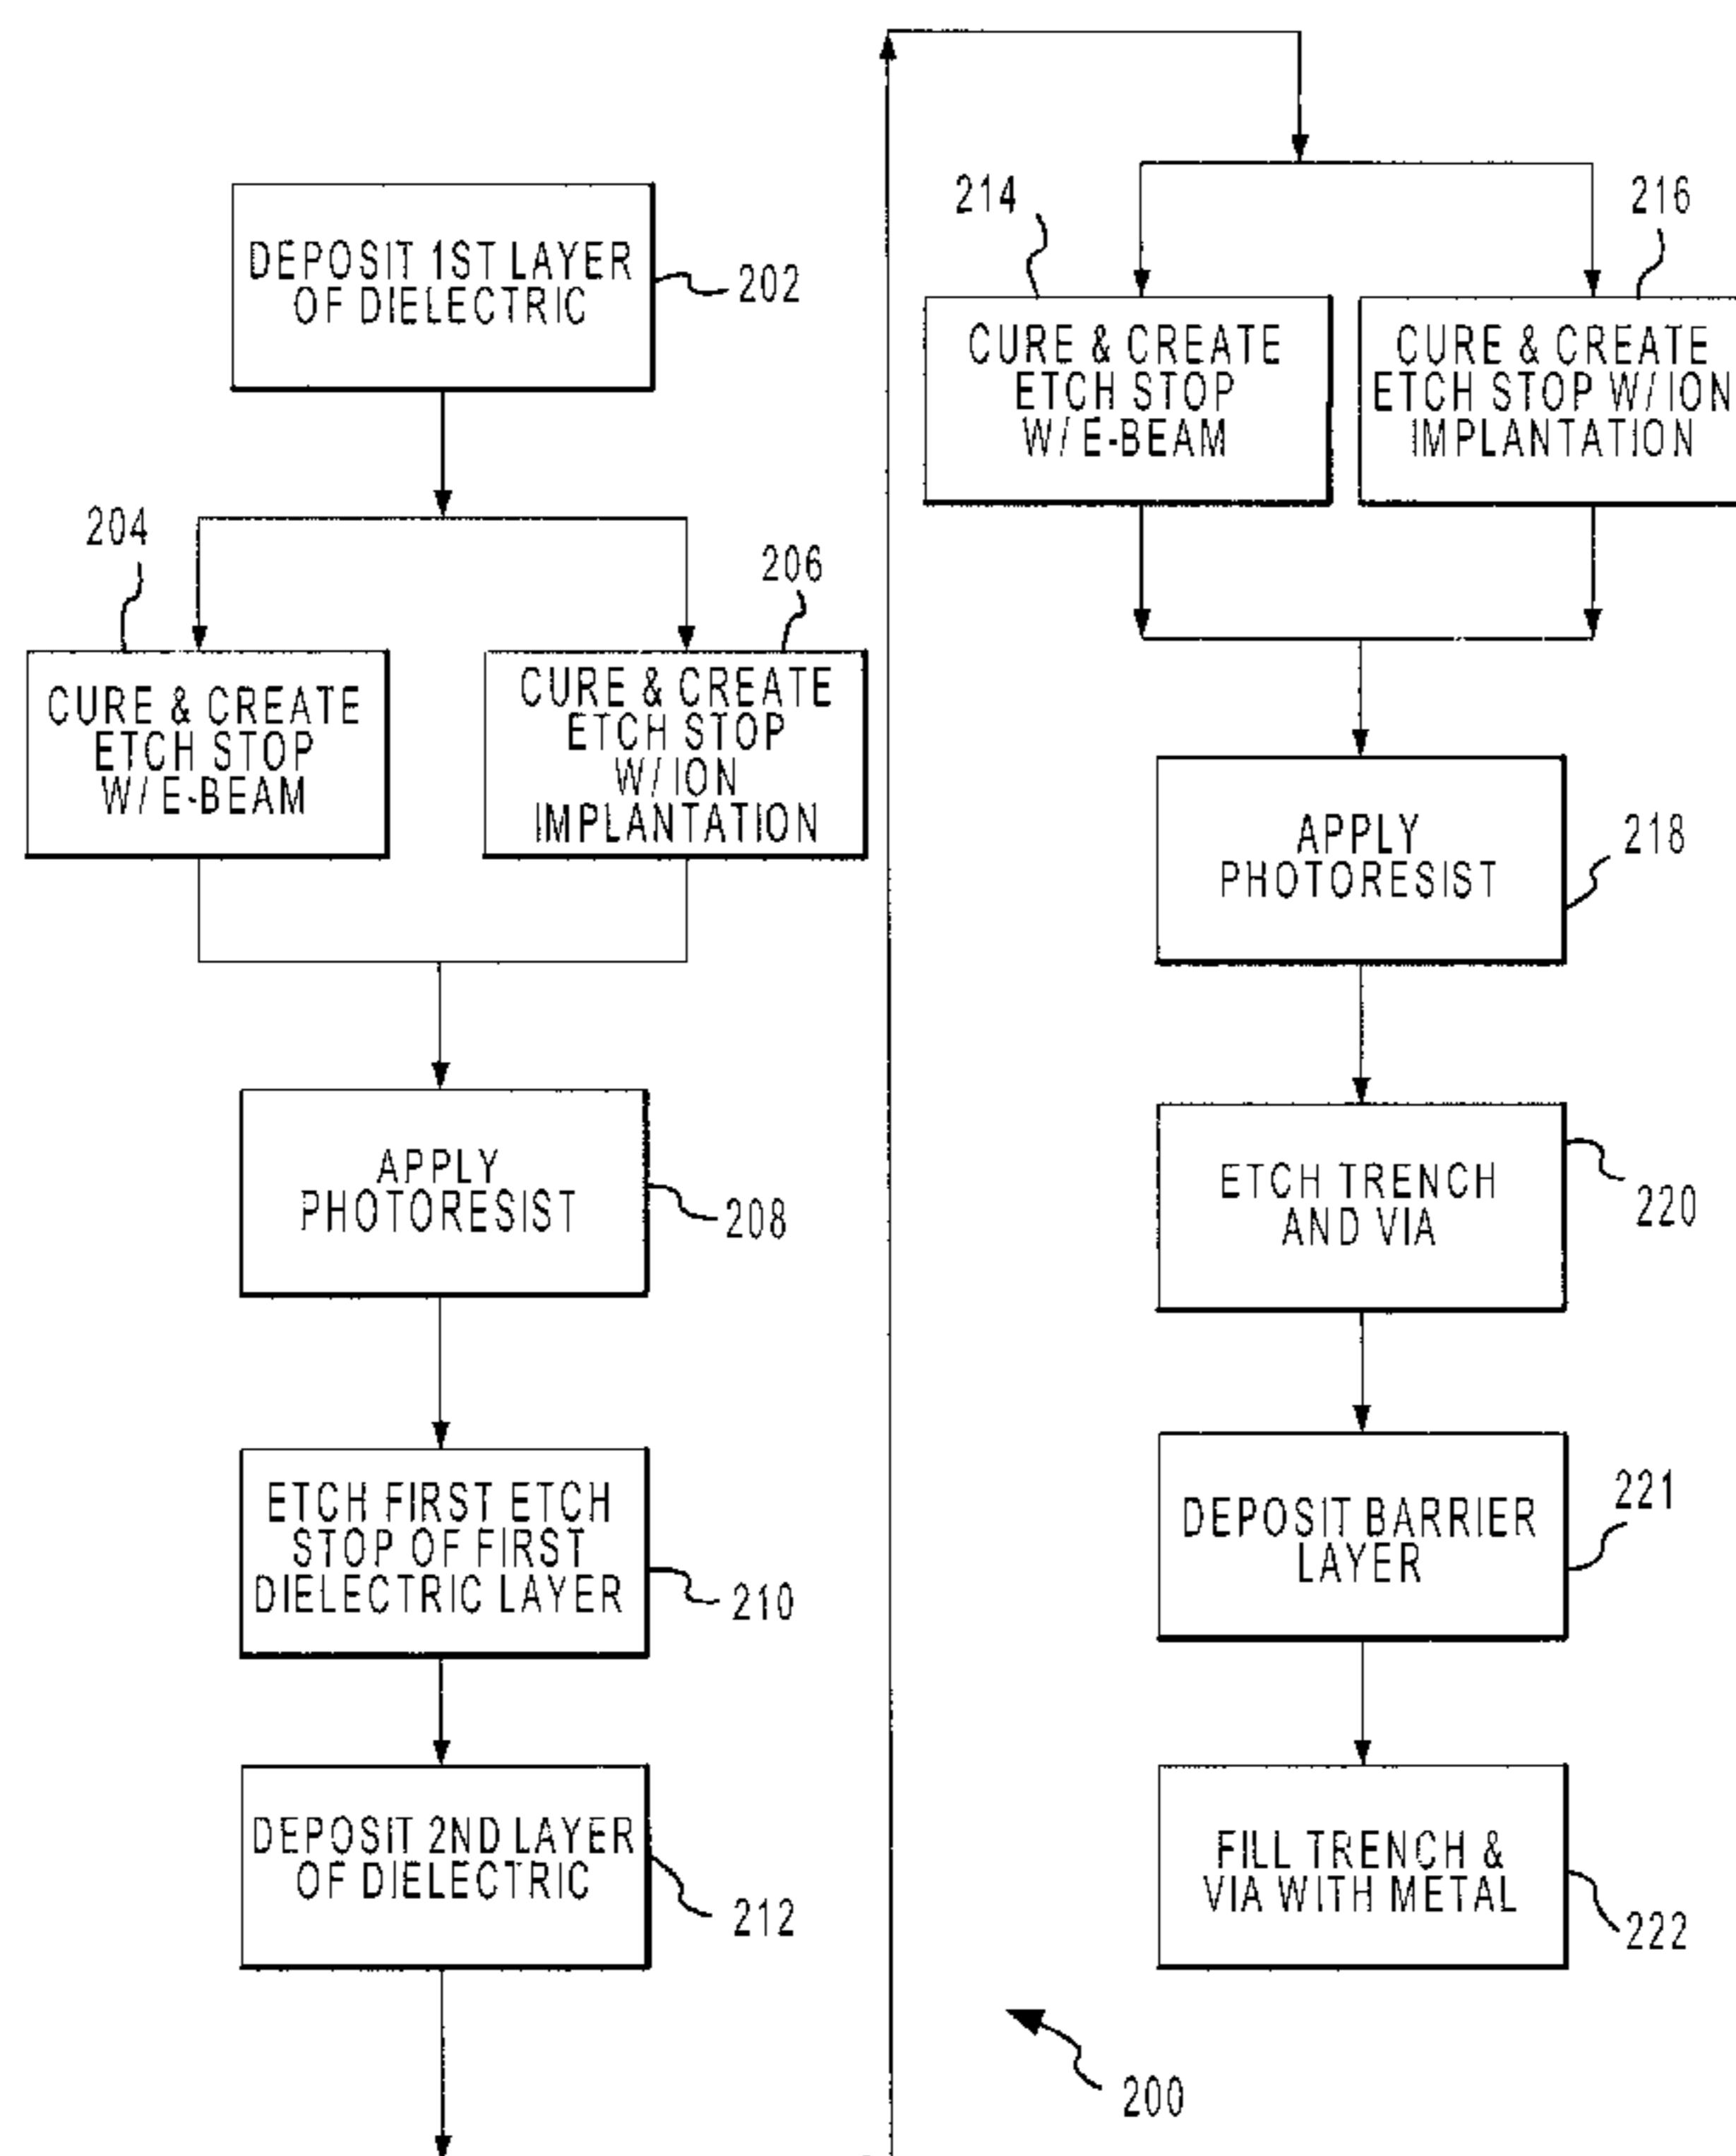 DEPOSIT 1ST LAYER
OF DIELECTRIC
202
204
206
CURE & CREATE
ETCH STOP
W/ E-BEAM
CURE & CREATE
ETCH STOP
W/ ION
IMPLANTATION
APPLY
PHOTORESIST
208
ETCH FIRST ETCH
STOP OF FIRST
DIELECTRIC LAYER
210
DEPOSIT 2ND LAYER
OF DIELECTRIC
212
214
216
CURE & CREATE
ETCH STOP
W/ E-BEAM
CURE & CREATE
ETCH STOP W/ ION
IMPLANTATION
APPLY
PHOTORESIST
218
ETCH TRENCH
AND VIA
220
DEPOSIT BARRIER
LAYER
221
FILL TRENCH &
VIA WITH METAL
222
200